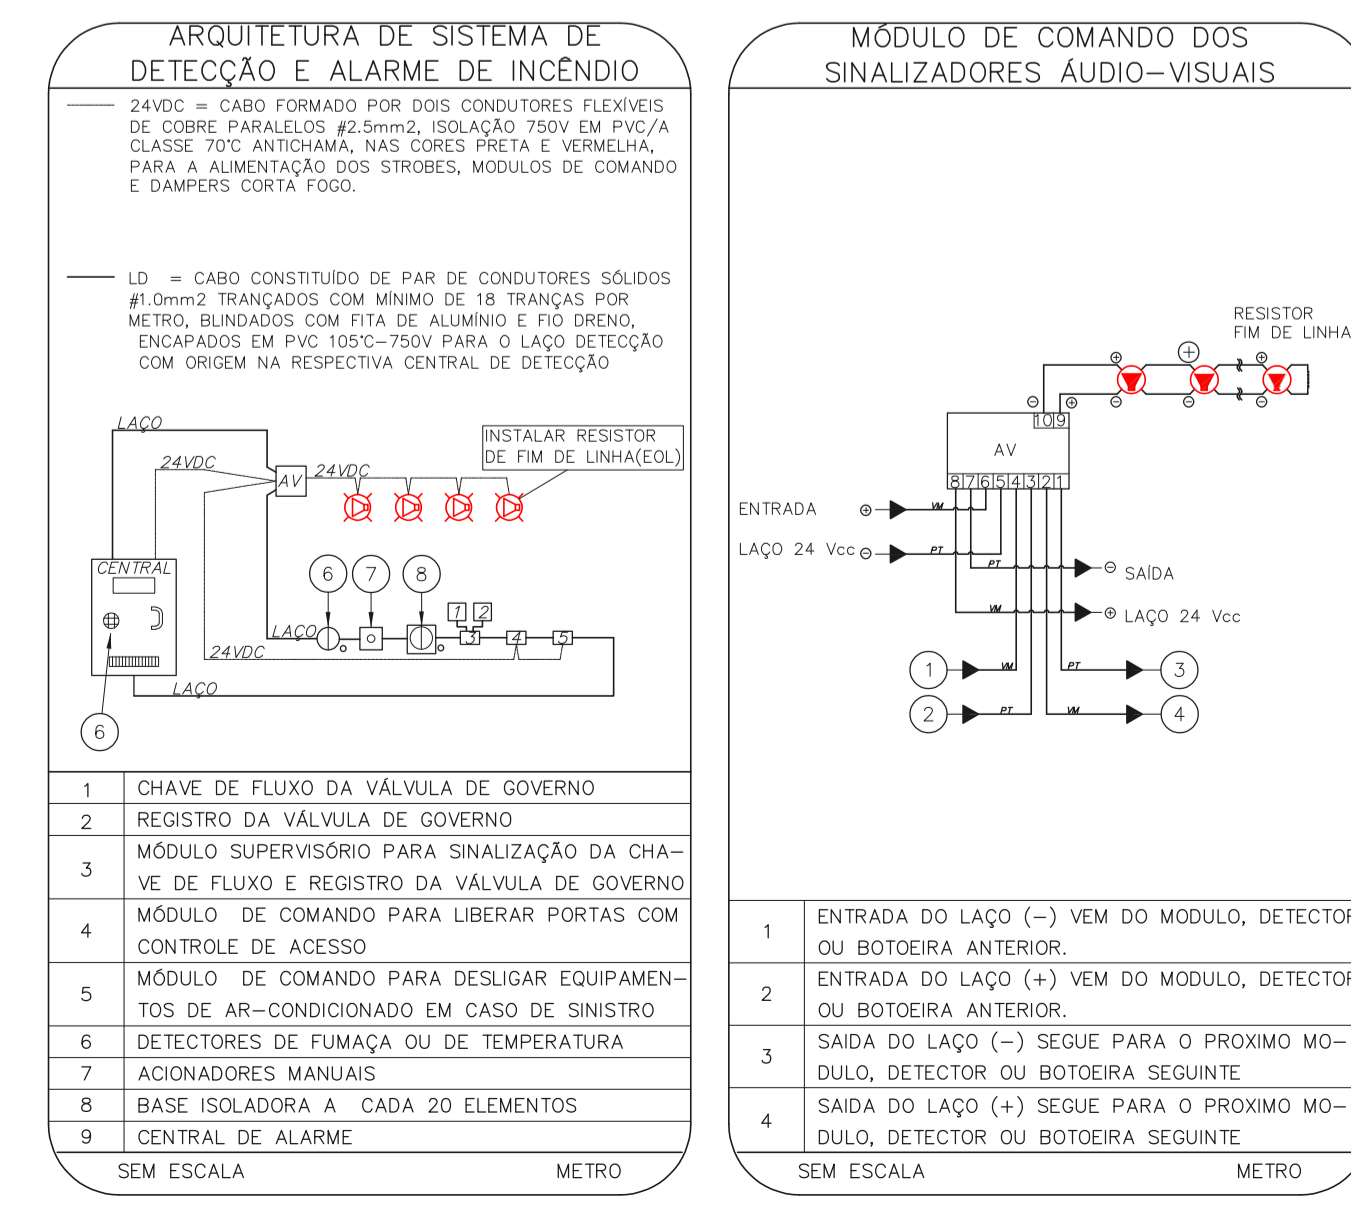 ARQUITETURA DE SISTEMA DE
DETECÇÃO E ALARME DE INCÊNDIO
24VDC = CABO FORMADO POR DOIS CONDUTORES FLEXÍVEIS
DE COBRE PARALELOS #2.5mm2, ISOLAÇÃO 750V EM PVC/A
CLASSE 70°C ANTICHAMA, NAS CORES PRETA E VERMELHA,
PARA A ALIMENTAÇÃO DOS STROBES, MODULOS DE COMANDO
E DAMPERS CORTA FOGO.
LD = CABO CONSTITUÍDO DE PAR DE CONDUTORES SÓLIDOS
#1.0mm2 TRANÇADOS COM MÍNIMO DE 18 TRANÇAS POR
METRO, BLINDADOS COM FITA DE ALUMÍNIO E FIO DRENO,
ENCAPADOS EM PVC 105°C-750V PARA O LAÇO DETECÇÃO
COM ORIGEM NA RESPECTIVA CENTRAL DE DETECÇÃO
LAÇO
24VDC
AV
24VDC
INSTALAR RESISTOR
DE FIM DE LINHA(EOL)
CENTRAL
6
7
8
1 2
LAÇO
3
4
5
24VDC
LAÇO
6
1 CHAVE DE FLUXO DA VÁLVULA DE GOVERNO
2 REGISTRO DA VÁLVULA DE GOVERNO
3 MÓDULO SUPERVISÓRIO PARA SINALIZAÇÃO DA CHA-
VE DE FLUXO E REGISTRO DA VÁLVULA DE GOVERNO
4 MÓDULO DE COMANDO PARA LIBERAR PORTAS COM
CONTROLE DE ACESSO
5 MÓDULO DE COMANDO PARA DESLIGAR EQUIPAMEN-
TOS DE AR-CONDICIONADO EM CASO DE SINISTRO
6 DETECTORES DE FUMAÇA OU DE TEMPERATURA
7 ACIONADORES MANUAIS
8 BASE ISOLADORA A CADA 20 ELEMENTOS
9 CENTRAL DE ALARME
SEM ESCALA METRO
MÓDULO DE COMANDO DOS
SINALIZADORES ÁUDIO-VISUAIS
RESISTOR
FIM DE LINHA
⊕ ⊕ ⊕
⊖ ⊕ ⊖ ⊖ ⊖
10 9
AV
8 7 6 5 4 3 2 1
ENTRADA ⊕ VM
LAÇO 24 Vcc ⊖ PT
PT ⊖ SAÍDA
VM ⊕ LAÇO 24 Vcc
1 VM PT 3
2 PT VM 4
1 ENTRADA DO LAÇO (-) VEM DO MODULO, DETECTOR
OU BOTOEIRA ANTERIOR.
2 ENTRADA DO LAÇO (+) VEM DO MODULO, DETECTOR
OU BOTOEIRA ANTERIOR.
3 SAIDA DO LAÇO (-) SEGUE PARA O PROXIMO MO-
DULO, DETECTOR OU BOTOEIRA SEGUINTE
4 SAIDA DO LAÇO (+) SEGUE PARA O PROXIMO MO-
DULO, DETECTOR OU BOTOEIRA SEGUINTE
SEM ESCALA METRO